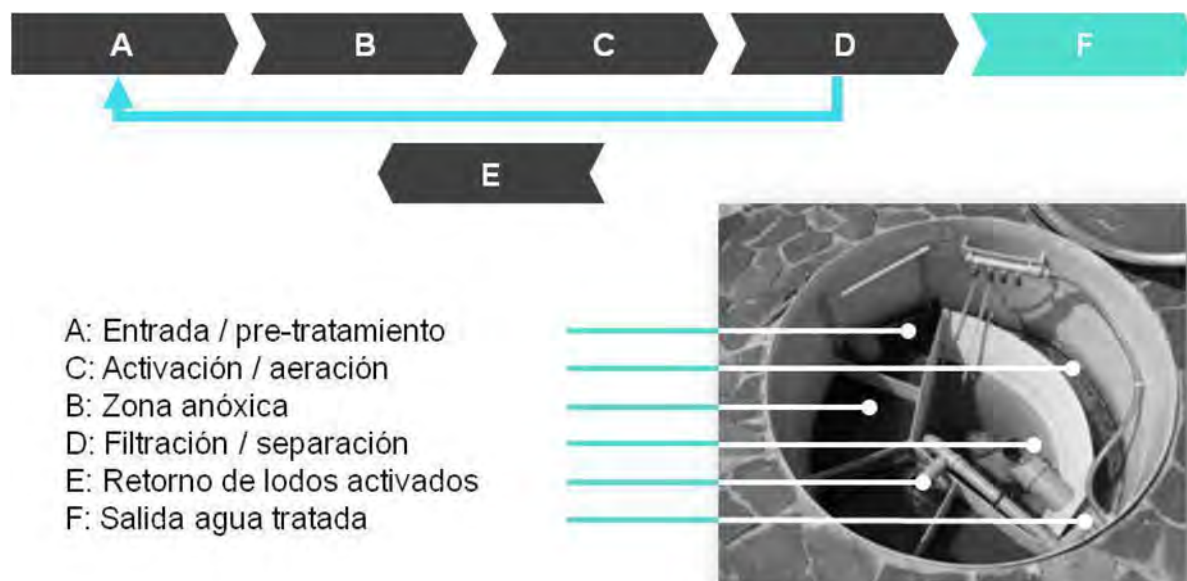 A
B
C
D
F
E
A: Entrada / pre-tratamiento
C: Activación / aeración
B: Zona anóxica
D: Filtración / separación
E: Retorno de lodos activados
F: Salida agua tratada